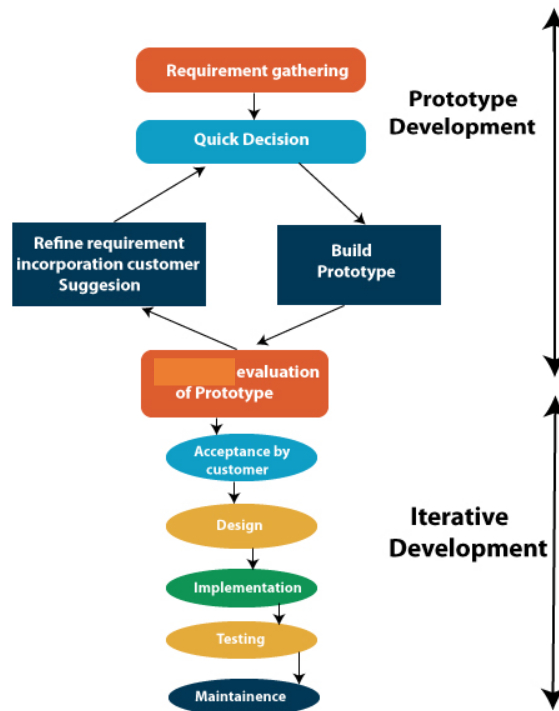 Requirement gathering
Prototype
Development
Quick Decision
Refine requirement
incorporation customer
Suggesion
Build
Prototype
evaluation
of Prototype
Acceptance by
customer
Design
Iterative
Development
Implementation
Testing
Maintainence